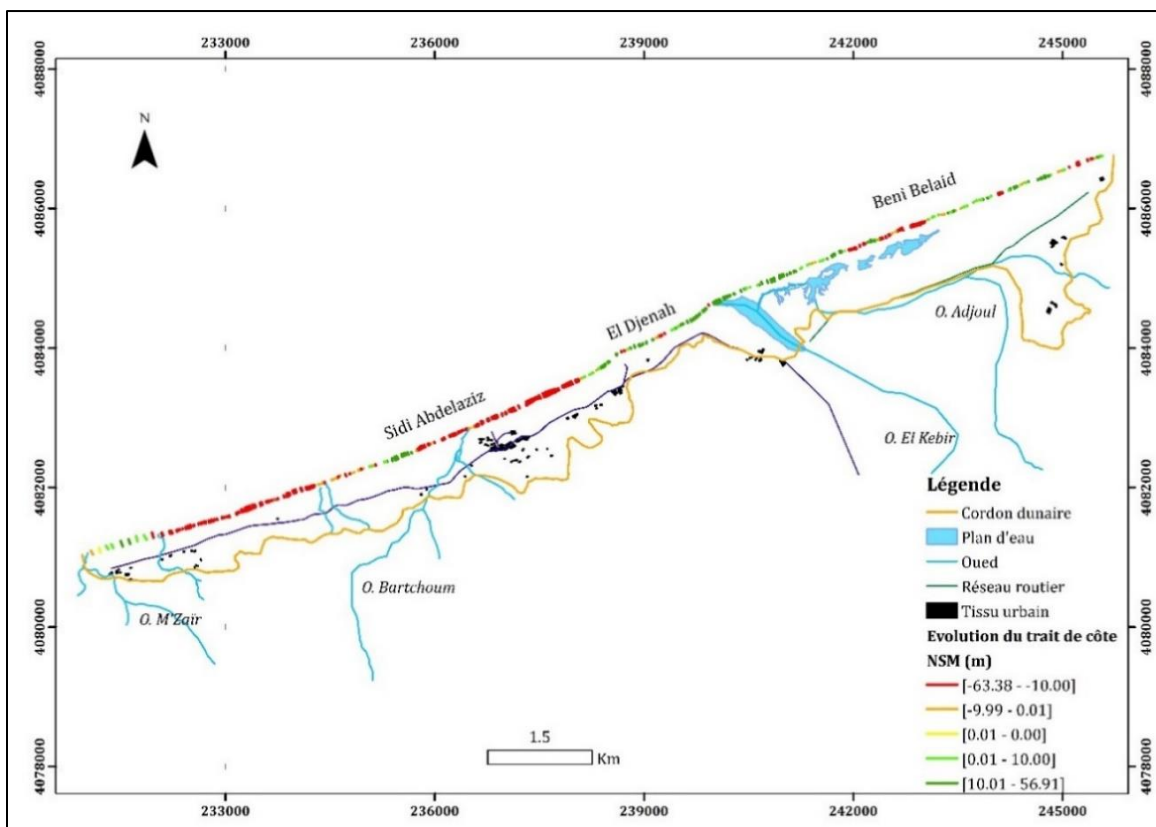 233000 236000 239000 242000 245000
4088000 4088000
N
4086000 4086000
Beni Belaid
El Djenah
O. Adjoul
4084000 4084000
Sidi Abdelaziz
O. El Kebir
4082000 4082000
O. Bartchoum
O. M'Zaïr
4080000 4080000
4078000 4078000
1.5
Km
Légende
Cordon dunaire
Plan d'eau
Oued
Réseau routier
Tissu urbain
Evolution du trait de côte
NSM (m)
[-63.38 - -10.00]
[-9.99 - 0.01]
[0.01 - 0.00]
[0.01 - 10.00]
[10.01 - 56.91]
233000 236000 239000 242000 245000